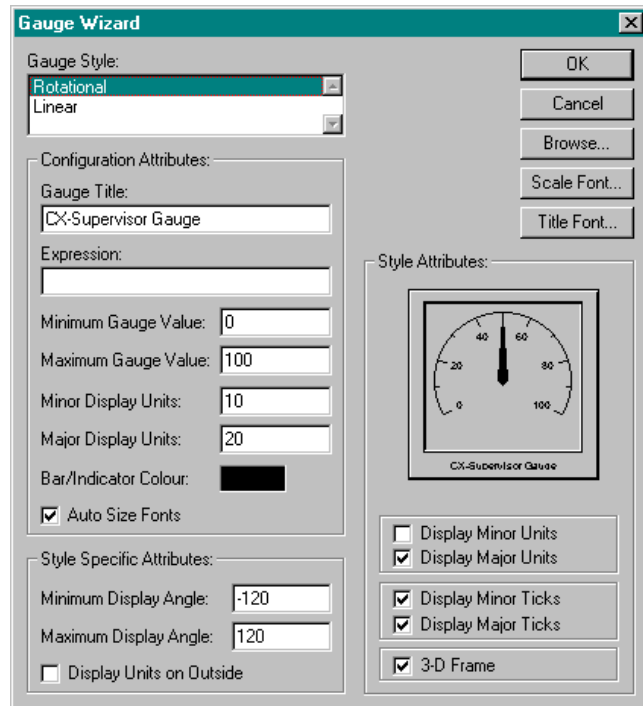 Gauge Wizard
Gauge Style:
Rotational
Linear
OK
Cancel
Browse...
Scale Font...
Title Font...
Configuration Attributes:
Gauge Title:
CX-Supervisor Gauge
Expression:
Minimum Gauge Value: 0
Maximum Gauge Value: 100
Minor Display Units: 10
Major Display Units: 20
Bar/Indicator Colour:
Auto Size Fonts
Style Specific Attributes:
Minimum Display Angle: -120
Maximum Display Angle: 120
Display Units on Outside
Style Attributes:
40 60
20 80
0 100
CX-Supervisor Gauge
Display Minor Units
Display Major Units
Display Minor Ticks
Display Major Ticks
3-D Frame